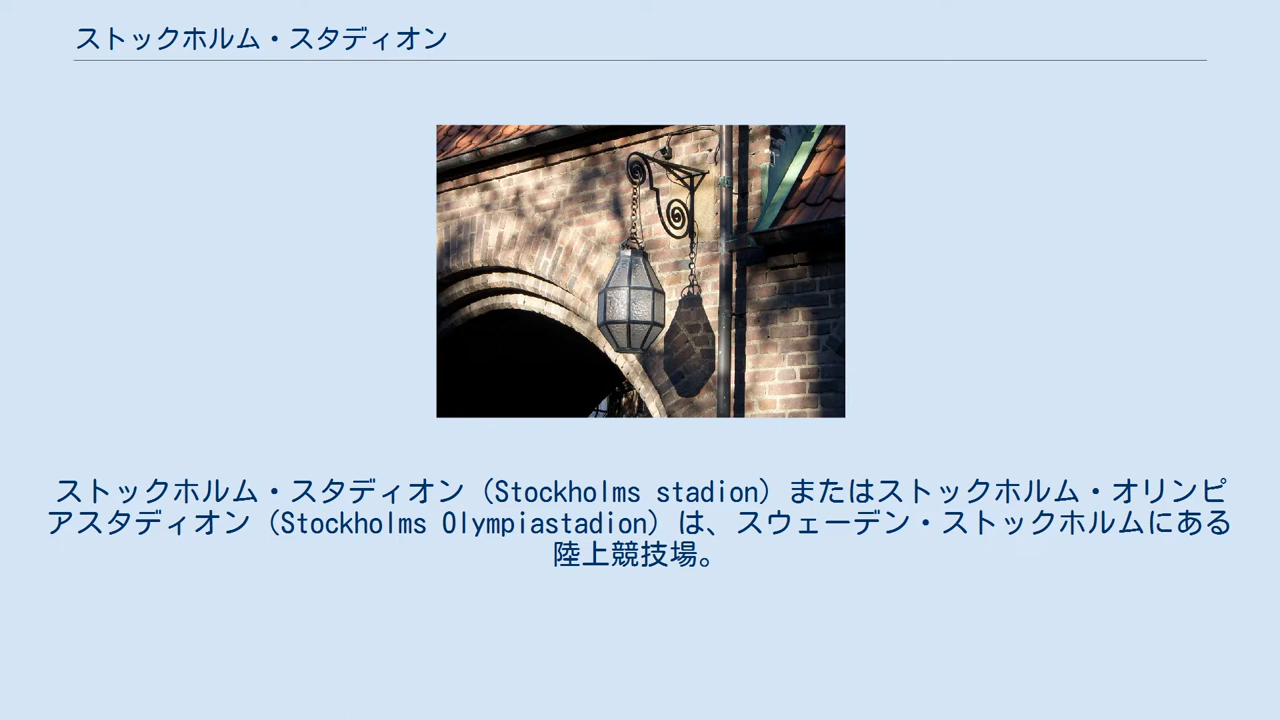 ストックホルム・スタディオン
ストックホルム・スタディオン（Stockholms stadion）またはストックホルム・オリンピ
アスタディオン（Stockholms Olympiastadion）は、スウェーデン・ストックホルムにある
陸上競技場。